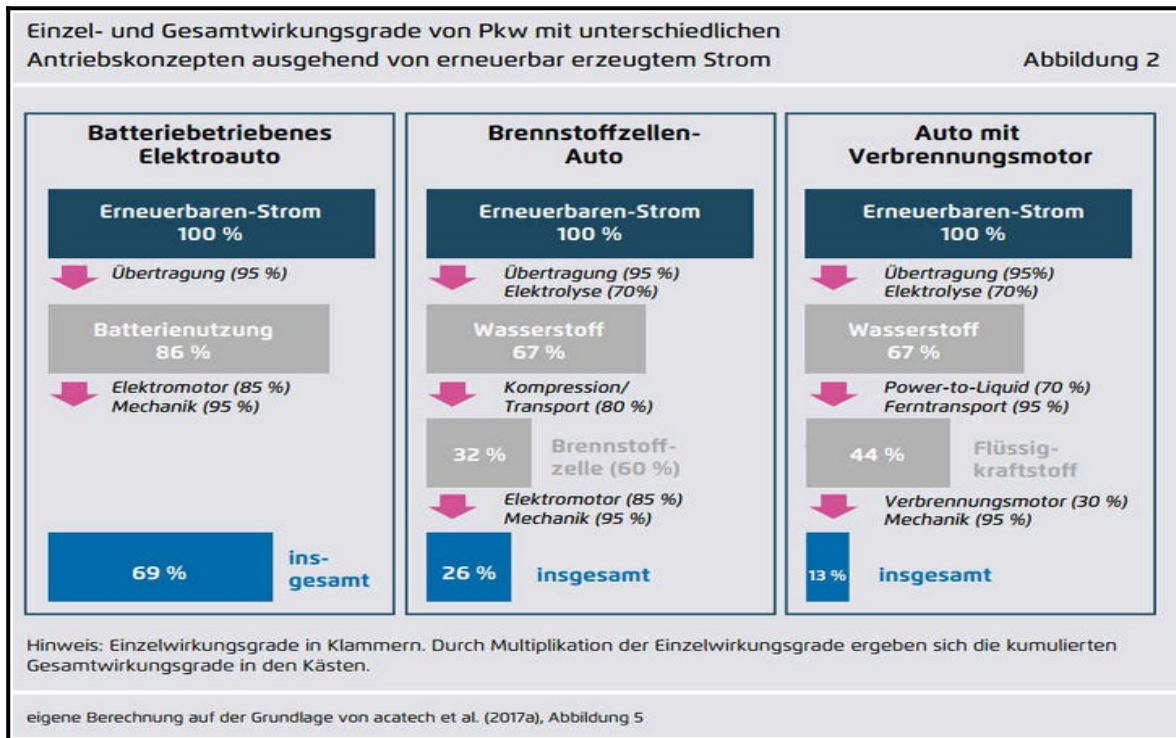 Einzel- und Gesamtwirkungsgrade von Pkw mit unterschiedlichen
Antriebskonzepten ausgehend von erneuerbar erzeugtem Strom
Abbildung 2
Batteriebetriebenes
Elektroauto
Erneuerbaren-Strom
100 %
Übertragung (95 %)
Batterienutzung
86 %
Elektromotor (85 %)
Mechanik (95 %)
69 %
ins-
gesamt
Brennstoffzellen-
Auto
Erneuerbaren-Strom
100 %
Übertragung (95 %)
Elektrolyse (70%)
Wasserstoff
67 %
Kompression/
Transport (80 %)
32 %
Brennstoff-
zelle (60 %)
Elektromotor (85 %)
Mechanik (95 %)
26 %
insgesamt
Auto mit
Verbrennungsmotor
Erneuerbaren-Strom
100 %
Übertragung (95%)
Elektrolyse (70%)
Wasserstoff
67 %
Power-to-Liquid (70 %)
Ferntransport (95 %)
44 %
Flüssig-
kraftstoff
Verbrennungsmotor (30 %)
Mechanik (95 %)
13 %
insgesamt
Hinweis: Einzelwirkungsgrade in Klammern. Durch Multiplikation der Einzelwirkungsgrade ergeben sich die kumulierten
Gesamtwirkungsgrade in den Kästen.
eigene Berechnung auf der Grundlage von acatech et al. (2017a), Abbildung 5